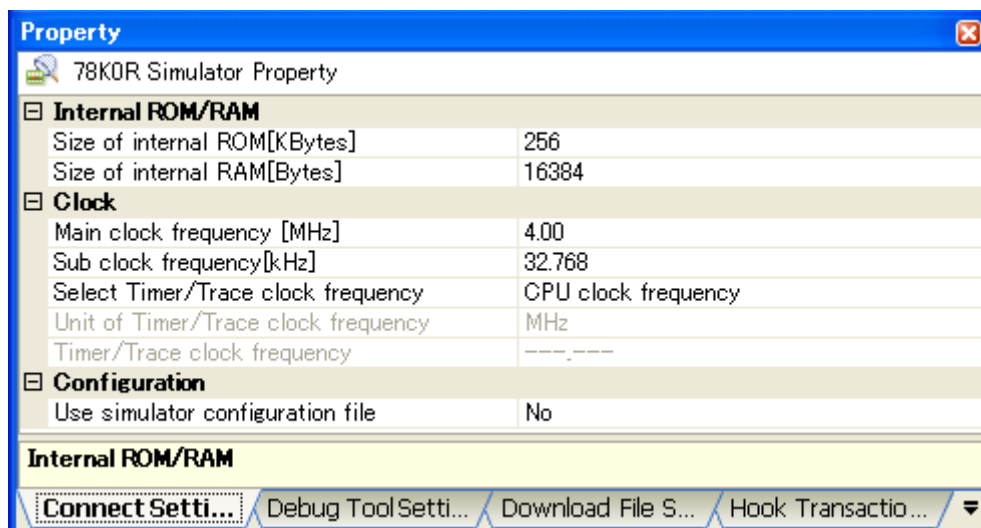 Property
78K0R Simulator Property
Internal ROM/RAM
Size of internal ROM[KBytes] 256
Size of internal RAM[Bytes] 16384
Clock
Main clock frequency [MHz] 4.00
Sub clock frequency[kHz] 32.768
Select Timer/Trace clock frequency CPU clock frequency
Unit of Timer/Trace clock frequency MHz
Timer/Trace clock frequency ---.---
Configuration
Use simulator configuration file No
Internal ROM/RAM
Connect Setti... Debug Tool Setti... Download File S... Hook Transactio...